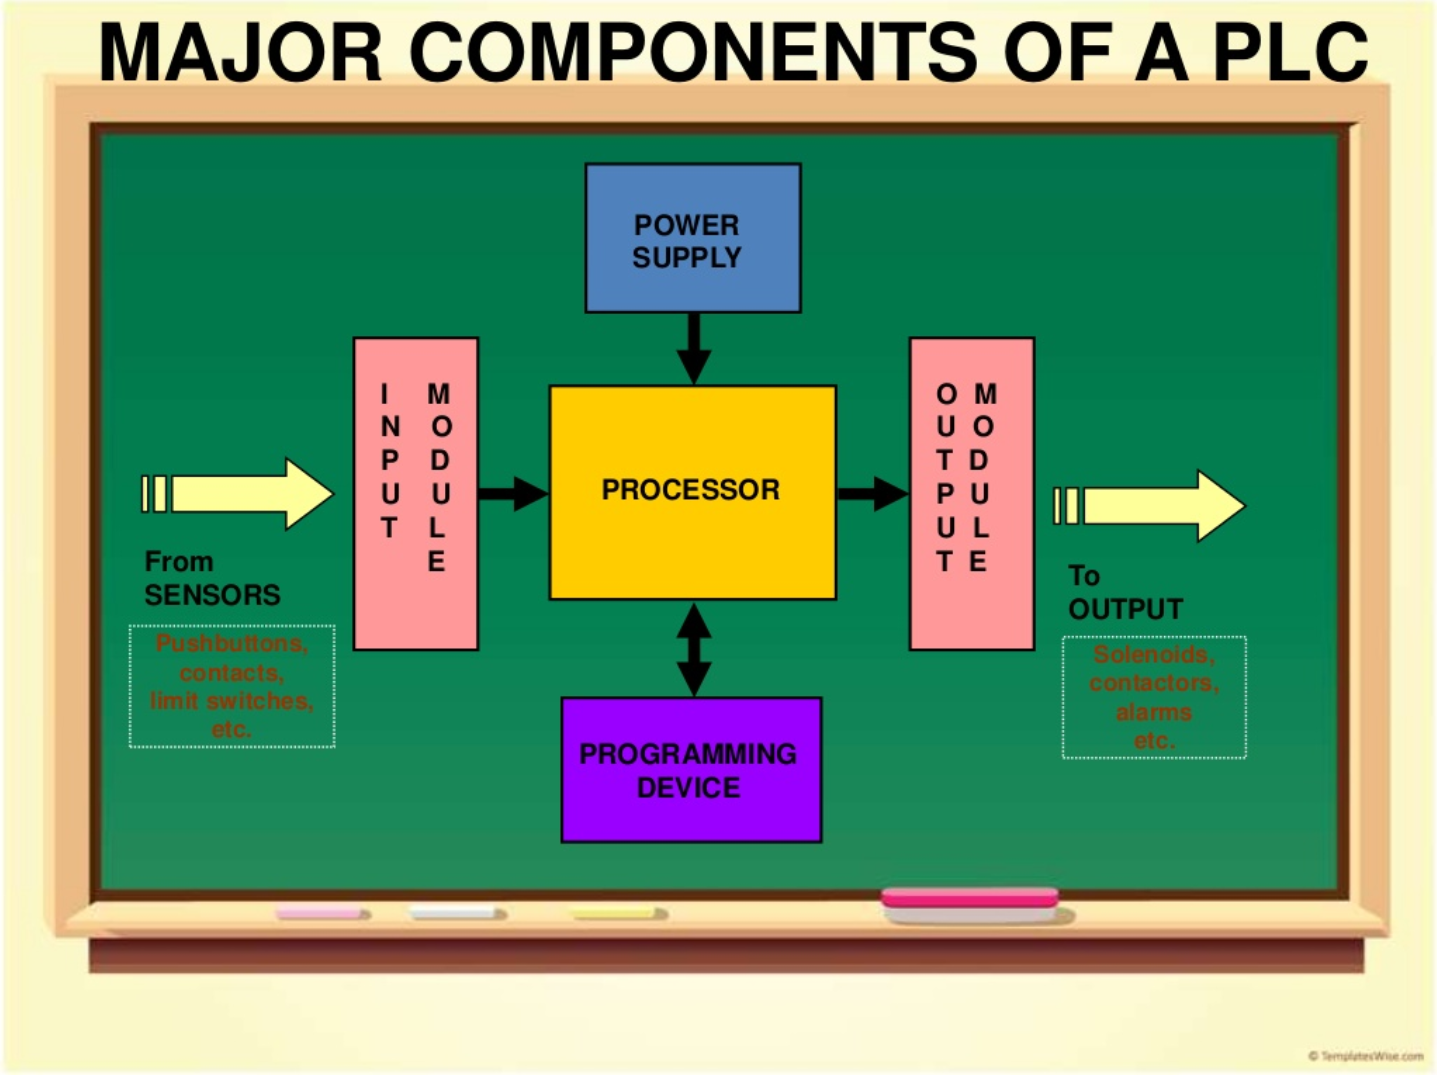 MAJOR COMPONENTS OF A PLC
POWER
SUPPLY
INPUT MODULE
PROCESSOR
OUTPUT MODULE
From
SENSORS
Pushbuttons,
contacts,
limit switches,
etc.
To
OUTPUT
Solenoids,
contactors,
alarms
etc.
PROGRAMMING
DEVICE
© TemplatesWise.com